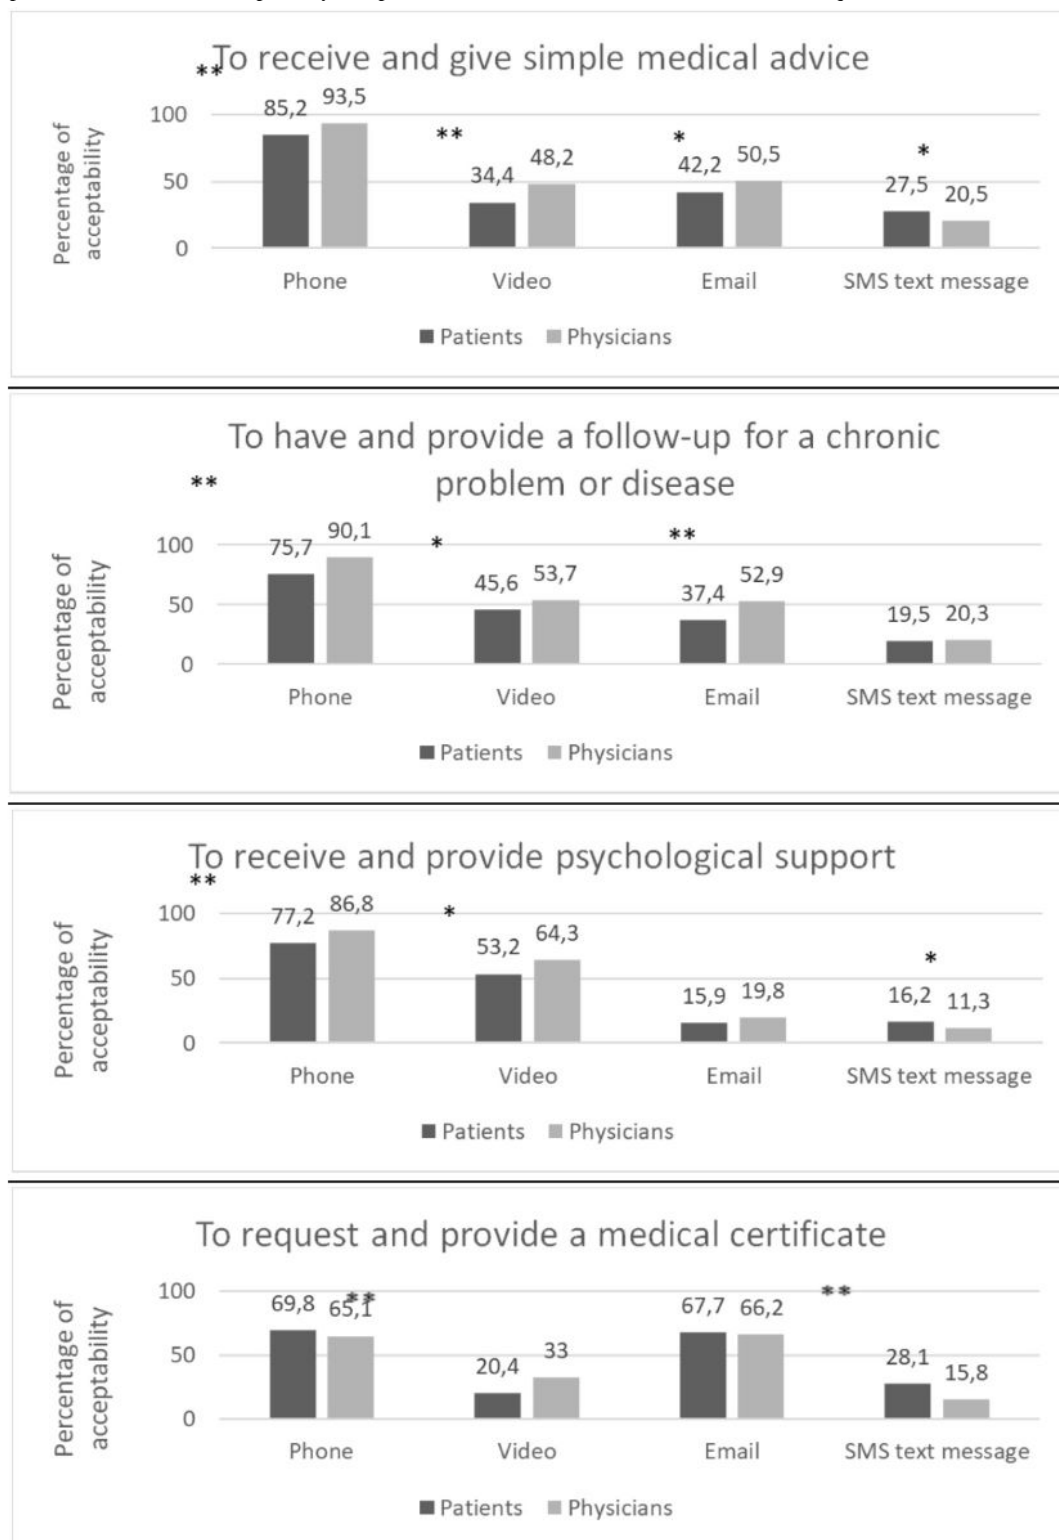 To receive and give simple medical advice
**
Percentage of
acceptability
100
50
0
85,2 93,5
**
34,4 48,2
*
42,2 50,5
*
27,5 20,5
Phone Video Email SMS text message
Patients Physicians
To have and provide a follow-up for a chronic
problem or disease
**
Percentage of
acceptability
100
50
0
75,7 90,1
*
45,6 53,7
**
37,4 52,9
19,5 20,3
Phone Video Email SMS text message
Patients Physicians
To receive and provide psychological support
**
Percentage of
acceptability
100
50
0
77,2 86,8
*
53,2 64,3
15,9 19,8
*
16,2 11,3
Phone Video Email SMS text message
Patients Physicians
To request and provide a medical certificate
Percentage of
acceptability
100
50
0
69,8 65,1
**
20,4 33
67,7 66,2
**
28,1 15,8
Phone Video Email SMS text message
Patients Physicians